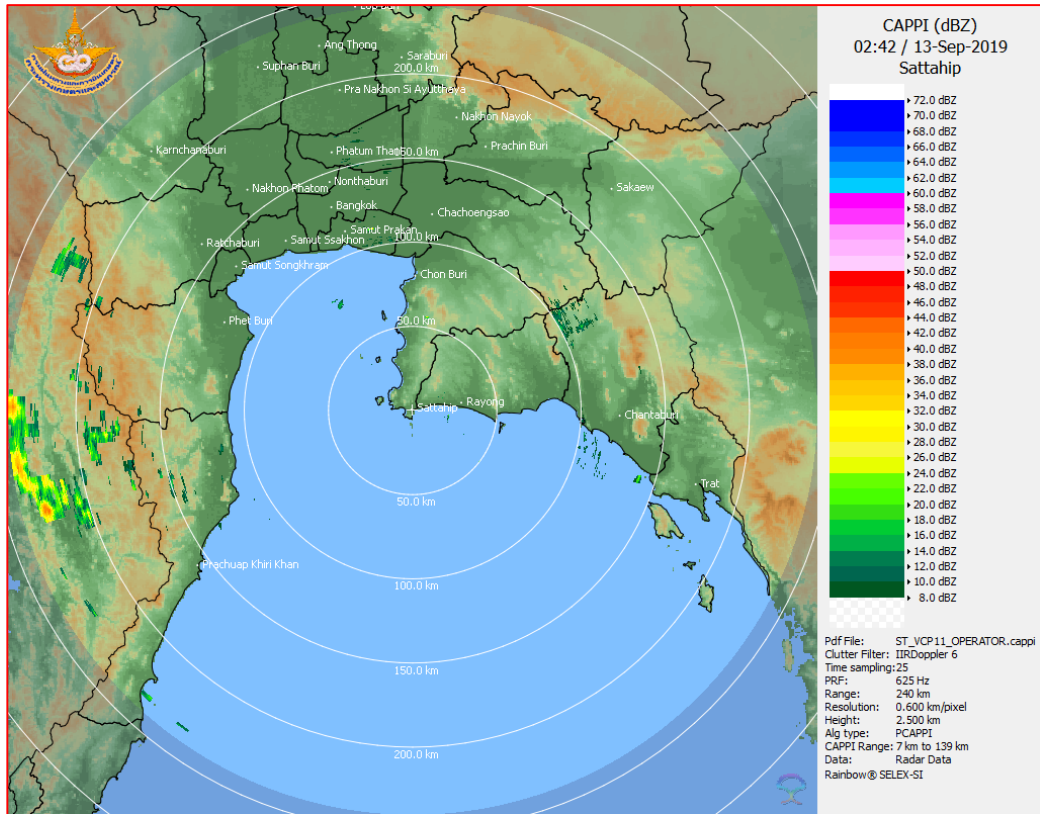 CAPPI (dBZ)
02:42 / 13-Sep-2019
Sattahip
72.0 dBZ
70.0 dBZ
68.0 dBZ
66.0 dBZ
64.0 dBZ
62.0 dBZ
60.0 dBZ
58.0 dBZ
56.0 dBZ
54.0 dBZ
52.0 dBZ
50.0 dBZ
48.0 dBZ
46.0 dBZ
44.0 dBZ
42.0 dBZ
40.0 dBZ
38.0 dBZ
36.0 dBZ
34.0 dBZ
32.0 dBZ
30.0 dBZ
28.0 dBZ
26.0 dBZ
24.0 dBZ
22.0 dBZ
20.0 dBZ
18.0 dBZ
16.0 dBZ
14.0 dBZ
12.0 dBZ
10.0 dBZ
8.0 dBZ
Pdf File: ST_VCP11_OPERATOR.cappi
Clutter Filter: IIRDoppler 6
Time sampling:25
PRF: 625 Hz
Range: 240 km
Resolution: 0.600 km/pixel
Height: 2.500 km
Alg type: PCAPPI
CAPPI Range: 7 km to 139 km
Data: Radar Data
Rainbow® SELEX-SI
Ang Thong
Saraburi
Suphan Buri
200.0 km
Pra Nakhon Si Ayutthaya
Nakhon Nayok
Karnchanaburi
Phatum Than
150.0 km
Prachin Buri
Nonthaburi
Nakhon Phatom
Sakaew
Bangkok
Chachoengsao
Samut Prakan
Ratchaburi
Samut Ssakhon
100.0 km
Samut Songkhram
Chon Buri
Phet Buri
50.0 km
Rayong
Sattahip
Chantaburi
Trat
50.0 km
Prachuap Khiri Khan
100.0 km
150.0 km
200.0 km